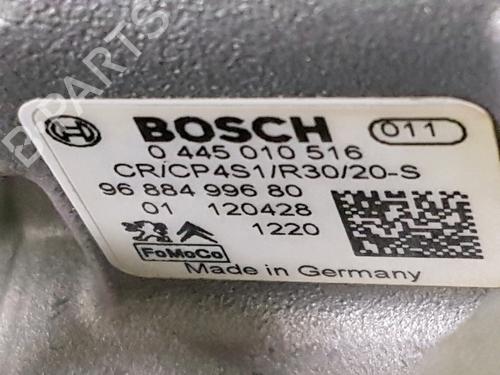 B-PARTS
BOSCH 011
0 445 010 516
CR/CP4S1/R30/20-S
96 884 996 80
01 120428
1220
FoMoCo
Made in Germany